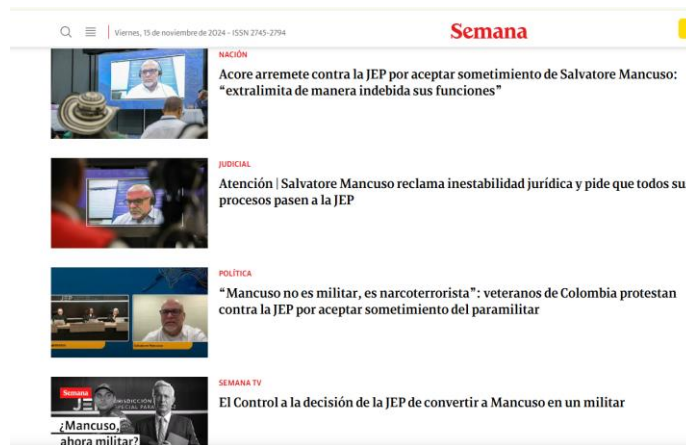 Viernes, 15 de noviembre de 2024 - ISSN 2745-2794
Semana
NACIÓN
Acore arremete contra la JEP por aceptar sometimiento de Salvatore Mancuso:
“extralimita de manera indebida sus funciones”
JUDICIAL
Atención | Salvatore Mancuso reclama inestabilidad jurídica y pide que todos su
procesos pasen a la JEP
POLÍTICA
“Mancuso no es militar, es narcoterrorista”: veteranos de Colombia protestan
contra la JEP por aceptar sometimiento del paramilitar
SEMANA TV
El Control a la decisión de la JEP de convertir a Mancuso en un militar
Semana
JE
¿Mancuso,
ahora militar?